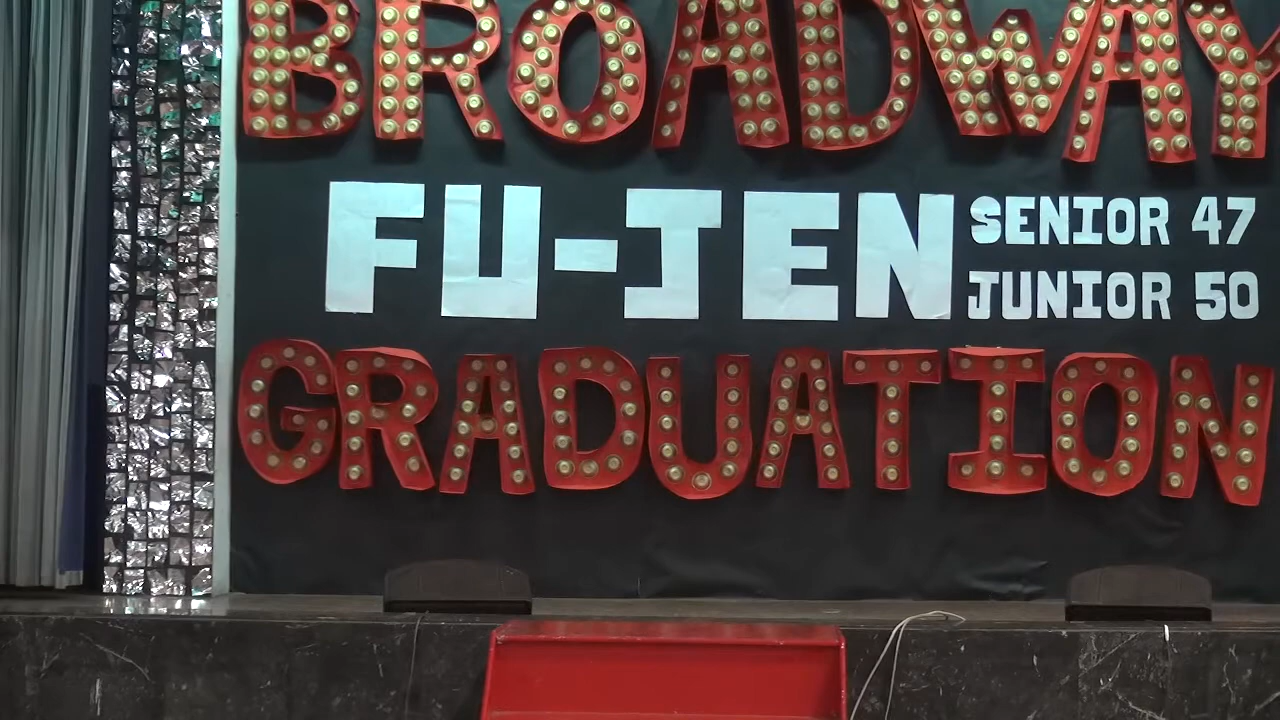 BROADWAY
FU-JEN
SENIOR 47
JUNIOR 50
GRADUATION